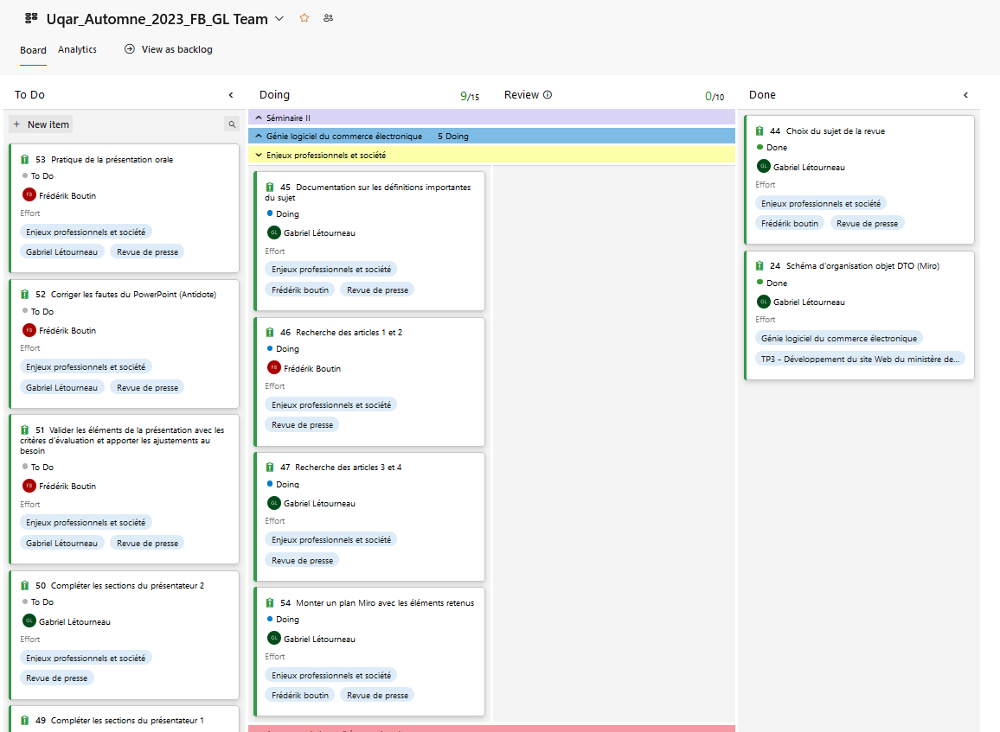 Uqar_Automne_2023_FB_GL Team
Board
Analytics
View as backlog
To Do
Doing
9/15
Review
0/10
Done
+ New item
53 Pratique de la présentation orale
To Do
FB Frédérik Boutin
Effort
Enjeux professionnels et société
Gabriel Létourneau
Revue de presse
52 Corriger les fautes du PowerPoint (Antidote)
To Do
FB Frédérik Boutin
Effort
Enjeux professionnels et société
Gabriel Létourneau
Revue de presse
51 Valider les éléments de la présentation avec les
critères d'évaluation et apporter les ajustements au
besoin
To Do
FB Frédérik Boutin
Effort
Enjeux professionnels et société
Gabriel Létourneau
Revue de presse
50 Compléter les sections du présentateur 2
To Do
GL Gabriel Létourneau
Effort
Enjeux professionnels et société
Revue de presse
49 Compléter les sections du présentateur 1
Séminaire II
Génie logiciel du commerce électronique 5 Doing
Enjeux professionnels et société
45 Documentation sur les définitions importantes
du sujet
Doing
GL Gabriel Létourneau
Effort
Enjeux professionnels et société
Frédérik boutin
Revue de presse
46 Recherche des articles 1 et 2
Doing
FB Frédérik Boutin
Effort
Enjeux professionnels et société
Revue de presse
47 Recherche des articles 3 et 4
Doing
GL Gabriel Létourneau
Effort
Enjeux professionnels et société
Revue de presse
54 Monter un plan Miro avec les éléments retenus
Doing
GL Gabriel Létourneau
Effort
Enjeux professionnels et société
Frédérik boutin
Revue de presse
44 Choix du sujet de la revue
Done
GL Gabriel Létourneau
Effort
Enjeux professionnels et société
Frédérik boutin
Revue de presse
24 Schéma d'organisation objet DTO (Miro)
Done
GL Gabriel Létourneau
Effort
Génie logiciel du commerce électronique
TP3 - Développement du site Web du ministère de...